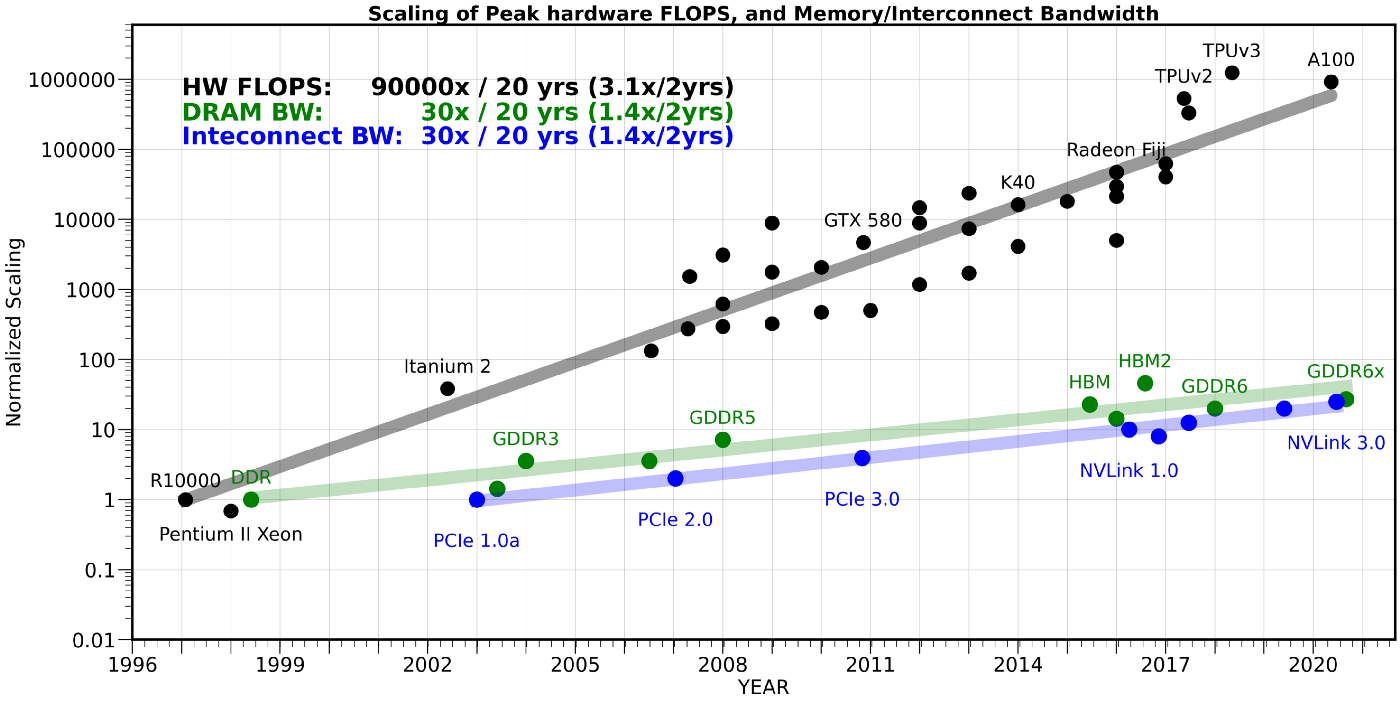 Scaling of Peak hardware FLOPS, and Memory/Interconnect Bandwidth
HW FLOPS: 90000x / 20 yrs (3.1x/2yrs)
DRAM BW: 30x / 20 yrs (1.4x/2yrs)
Inteconnect BW: 30x / 20 yrs (1.4x/2yrs)
Normalized Scaling
1000000
100000
10000
1000
100
10
1
0.1
0.01
TPUv3
A100
TPUv2
Radeon Fiji
K40
GTX 580
Itanium 2
R10000
Pentium II Xeon
DDR
GDDR3
GDDR5
HBM
HBM2
GDDR6
GDDR6x
PCIe 1.0a
PCIe 2.0
PCIe 3.0
NVLink 1.0
NVLink 3.0
1996 1999 2002 2005 2008 2011 2014 2017 2020
YEAR